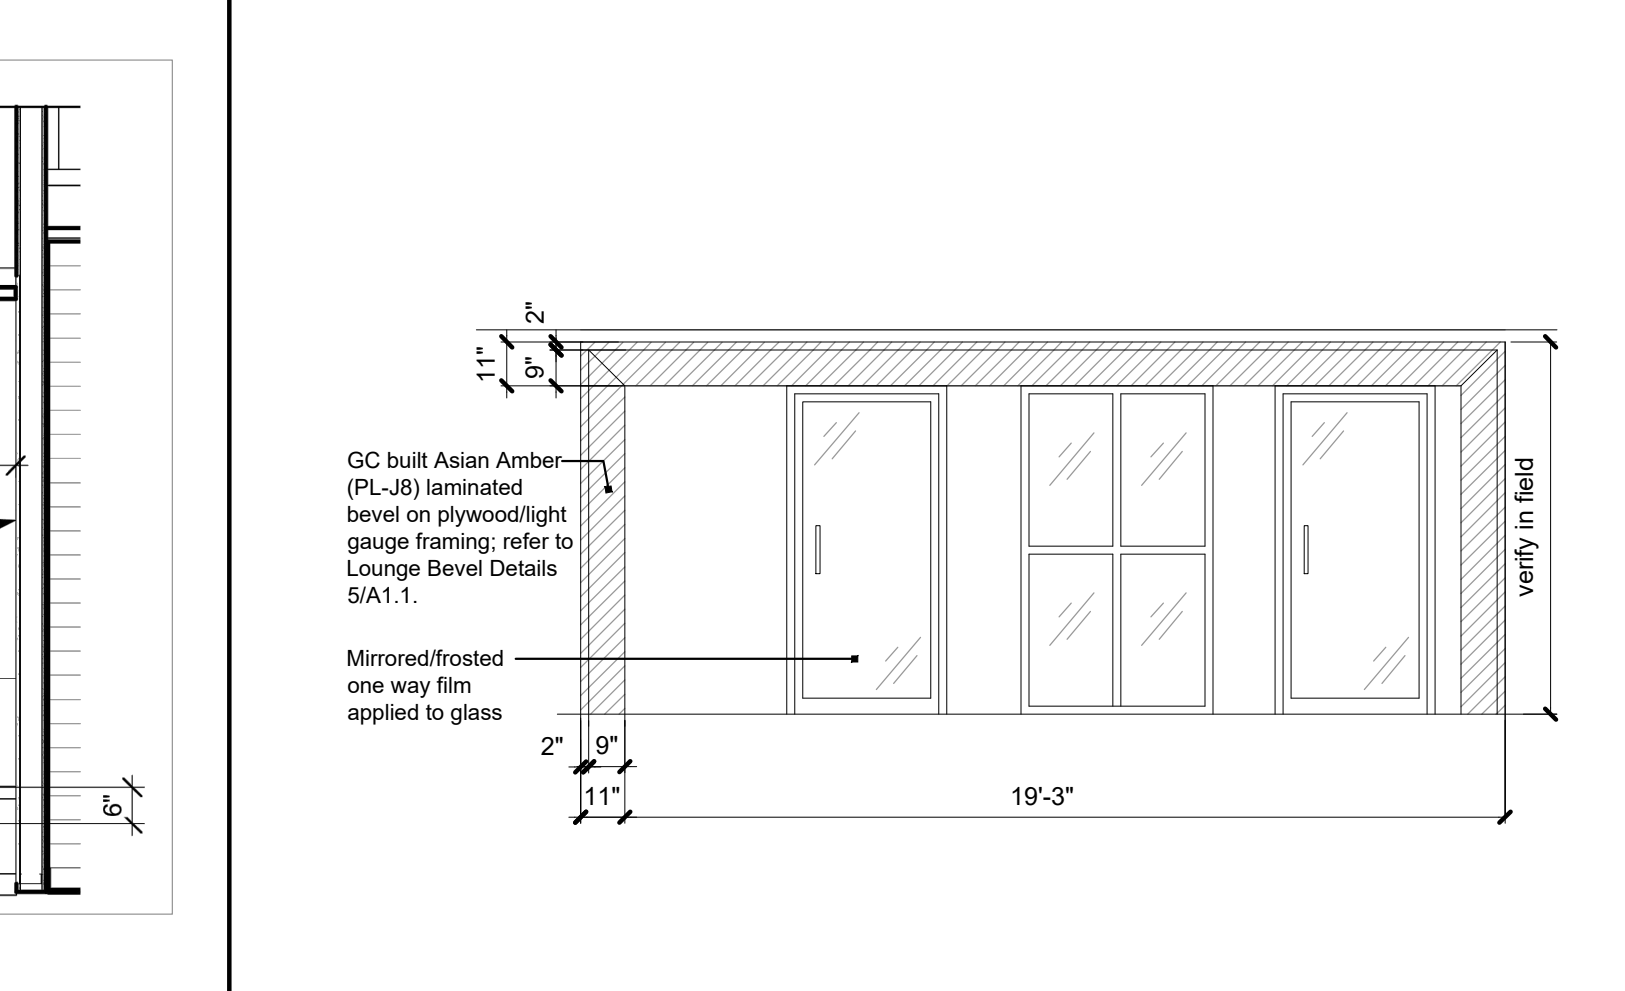 2"
11"
9"
GC built Asian Amber
(PL-J8) laminated
bevel on plywood/light
gauge framing; refer to
Lounge Bevel Details
5/A1.1.
verify in field
Mirrored/frosted
one way film
applied to glass
2"
9"
11"
19'-3"
6"